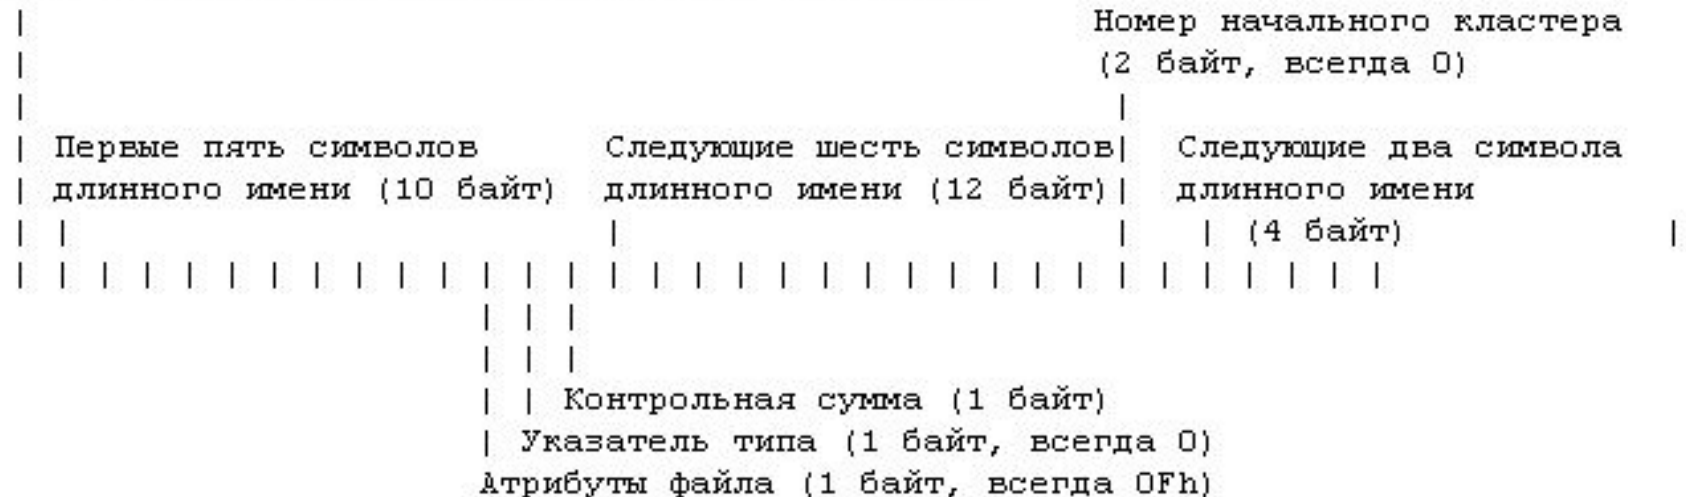 Номер начального кластера
(2 байт, всегда 0)
Первые пять символов Следующие шесть символов Следующие два символа
длинного имени (10 байт) длинного имени (12 байт) длинного имени
(4 байт)
Контрольная сумма (1 байт)
Указатель типа (1 байт, всегда 0)
Атрибуты файла (1 байт, всегда 0Fh)